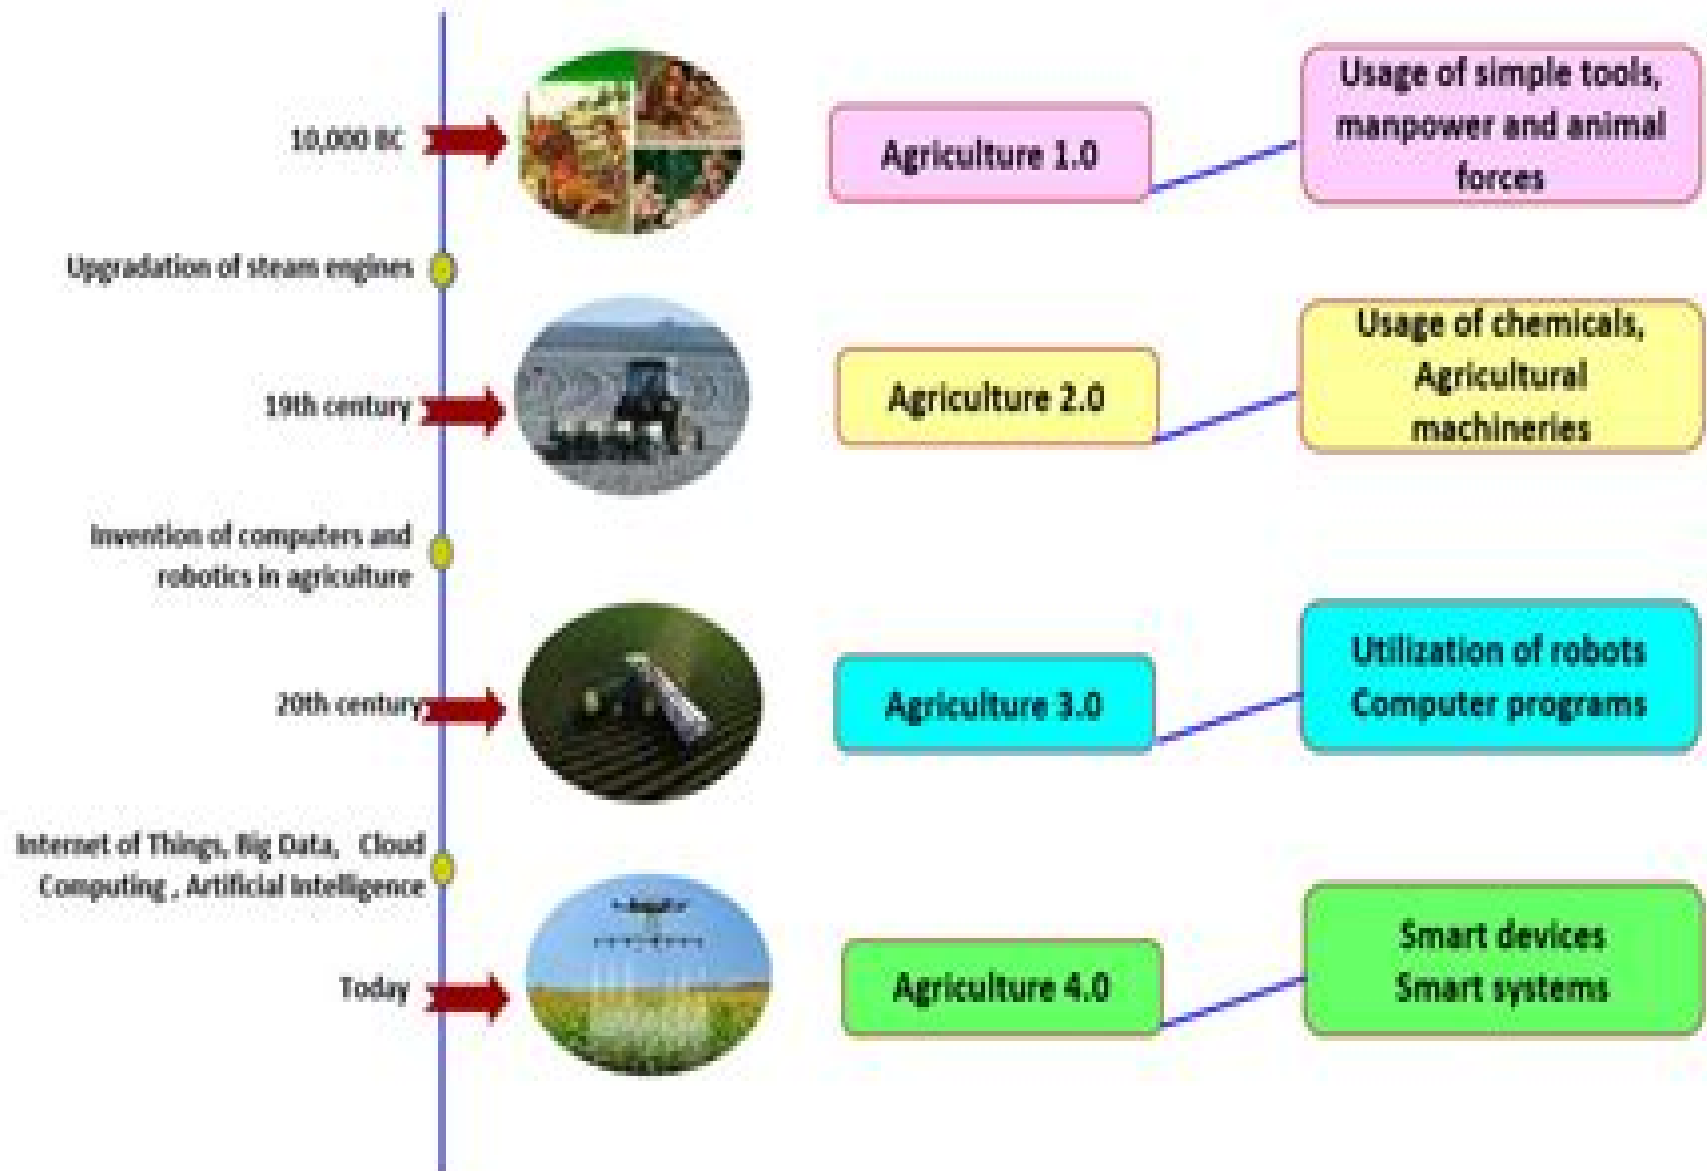 10,000 BC
Agriculture 1.0
Usage of simple tools,
manpower and animal
forces
Upgradation of steam engines
19th century
Agriculture 2.0
Usage of chemicals,
Agricultural
machineries
Invention of computers and
robotics in agriculture
20th century
Agriculture 3.0
Utilization of robots
Computer programs
Internet of Things, Big Data, Cloud
Computing , Artificial Intelligence
Today
Agriculture 4.0
Smart devices
Smart systems